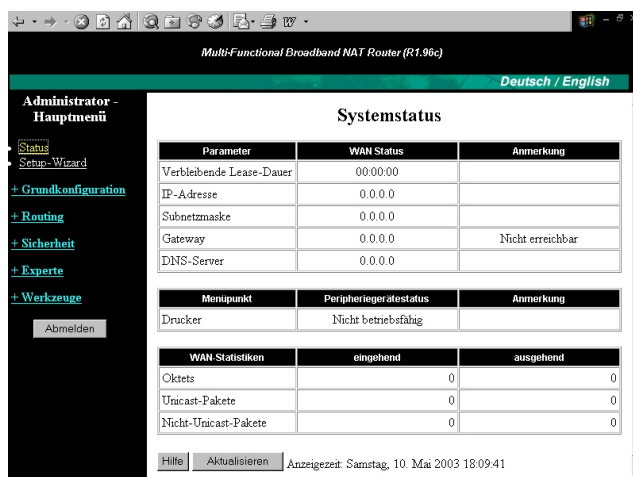 Multi-Functional Broadband NAT Router (R1.96c)
Deutsch / English
Administrator -
Hauptmenü
Status
Setup-Wizard
+ Grundkonfiguration
+ Routing
+ Sicherheit
+ Experte
+ Werkzeuge
Abmelden
Systemstatus
Parameter WAN Status Anmerkung
Verbleibende Lease-Dauer 00:00:00
IP-Adresse 0.0.0.0
Subnetzmaske 0.0.0.0
Gateway 0.0.0.0 Nicht erreichbar
DNS-Server 0.0.0.0
Menüpunkt Peripheriegerätestatus Anmerkung
Drucker Nicht betriebsfähig
WAN-Statistiken eingehend ausgehend
Oktets 0 0
Unicast-Pakete 0 0
Nicht-Unicast-Pakete 0 0
Hilfe Aktualisieren Anzeigezeit: Samstag, 10. Mai 2003 18:09:41